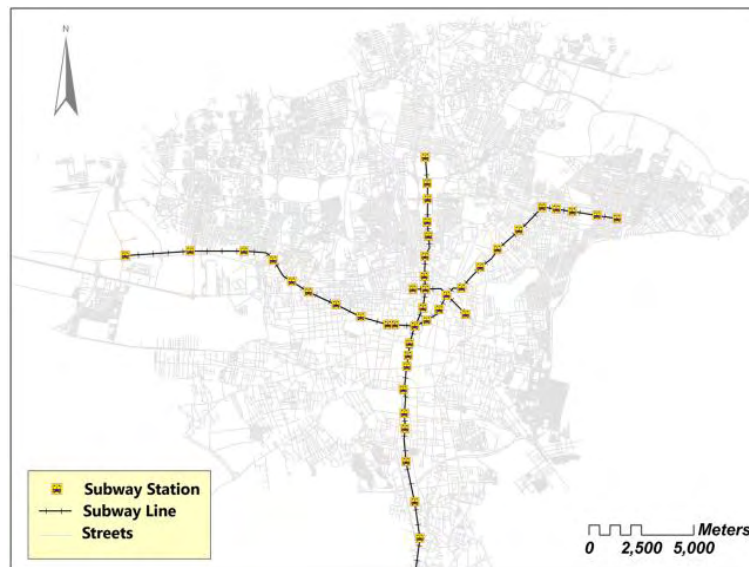 N
Subway Station
Subway Line
Streets
Meters
0 2,500 5,000